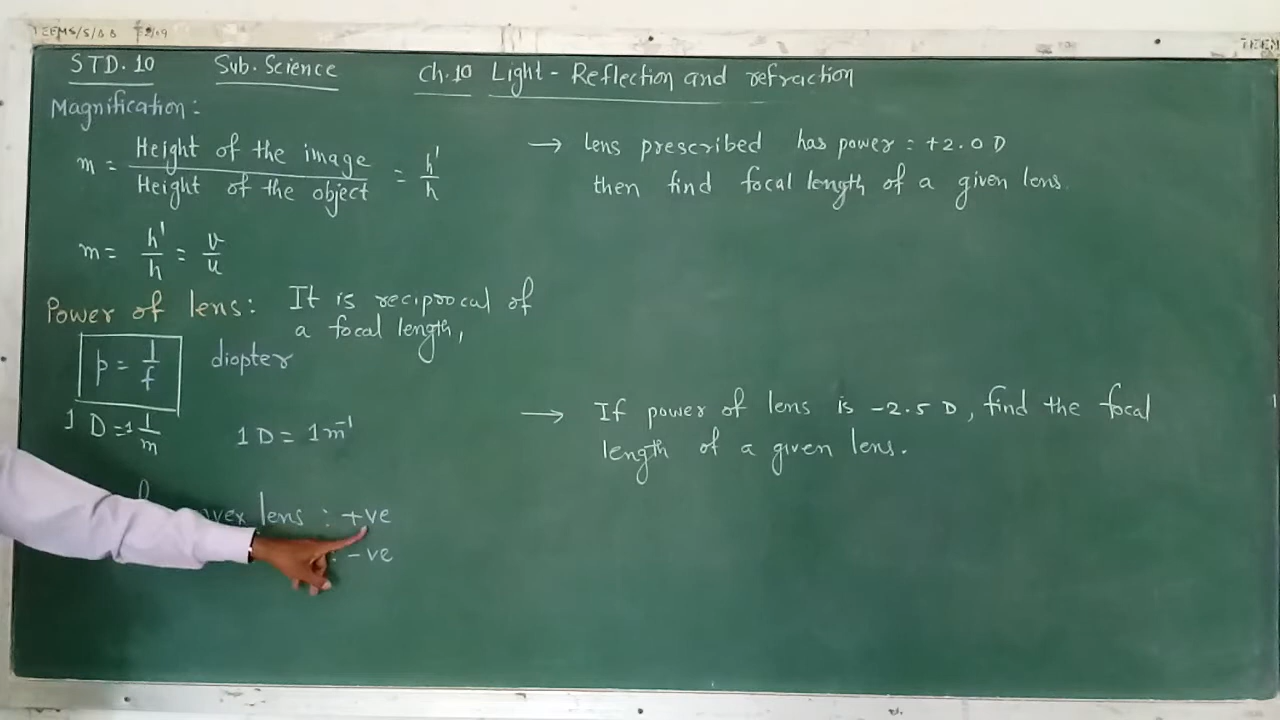 STD. 10 Sub. Science Ch. 10 Light - Reflection and refraction
Magnification:
m = Height of the image / Height of the object = h' / h
m = h' / h = v / u
Power of lens: It is reciprocal of
a focal length,
p = 1 / f diopter
1 D = 1 1 / m 1 D = 1 m⁻¹
lens : +ve
: -ve
→ Lens prescribed has power = +2.0 D
then find focal length of a given lens.
→ If power of lens is -2.5 D, find the focal
length of a given lens.